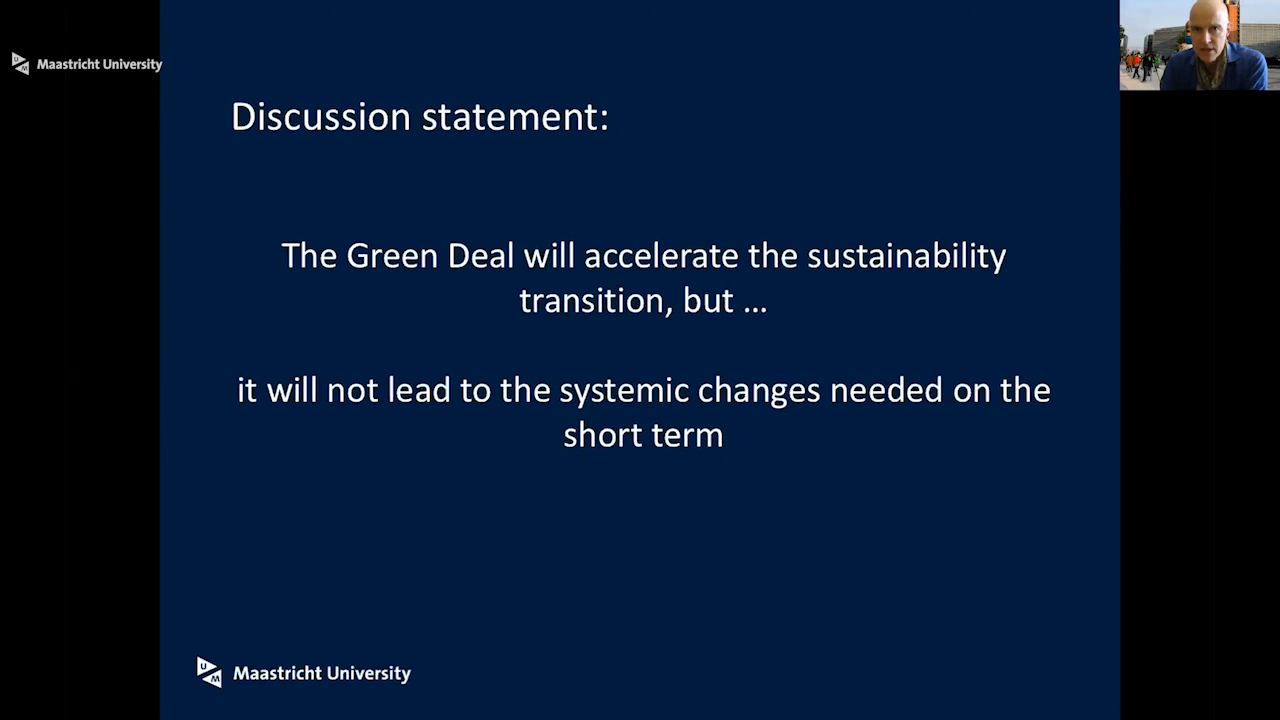 Maastricht University
Discussion statement:
The Green Deal will accelerate the sustainability
transition, but …
it will not lead to the systemic changes needed on the
short term
UM Maastricht University